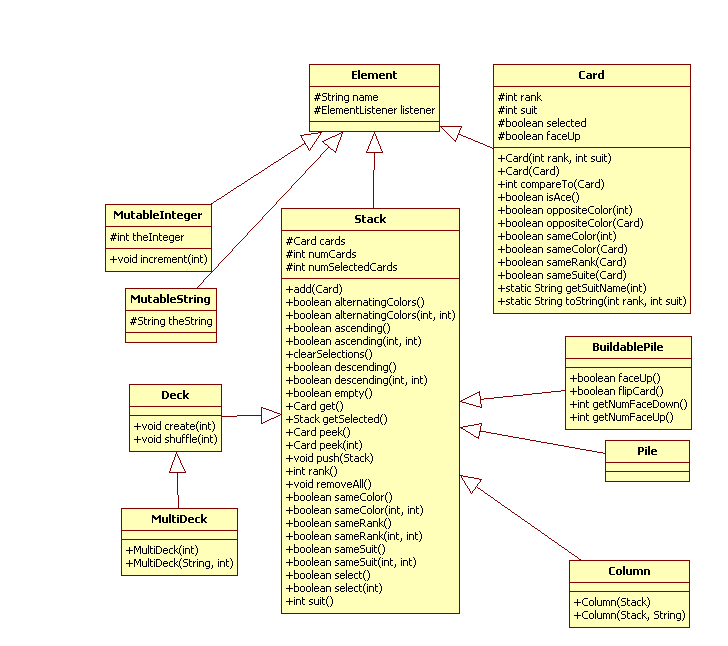 Element
#String name
#ElementListener listener
Card
#int rank
#int suit
#boolean selected
#boolean faceUp
+Card(int rank, int suit)
+Card(Card)
+int compareTo(Card)
+boolean isAce()
+boolean oppositeColor(int)
+boolean oppositeColor(Card)
+boolean sameColor(int)
+boolean sameColor(Card)
+boolean sameRank(Card)
+boolean sameSuite(Card)
+static String getSuitName(int)
+static String toString(int rank, int suit)
MutableInteger
#int theInteger
+void increment(int)
MutableString
#String theString
Stack
#Card cards
#int numCards
#int numSelectedCards
+add(Card)
+boolean alternatingColors()
+boolean alternatingColors(int, int)
+boolean ascending()
+boolean ascending(int, int)
+clearSelections()
+boolean descending()
+boolean descending(int, int)
+boolean empty()
+Card get()
+Stack getSelected()
+Card peek()
+Card peek(int)
+void push(Stack)
+int rank()
+void removeAll()
+boolean sameColor()
+boolean sameColor(int, int)
+boolean sameRank()
+boolean sameRank(int, int)
+boolean sameSuit()
+boolean sameSuit(int, int)
+boolean select()
+boolean select(int)
+int suit()
BuildablePile
+boolean faceUp()
+boolean flipCard()
+int getNumFaceDown()
+int getNumFaceUp()
Deck
+void create(int)
+void shuffle(int)
Pile
MultiDeck
+MultiDeck(int)
+MultiDeck(String, int)
Column
+Column(Stack)
+Column(Stack, String)